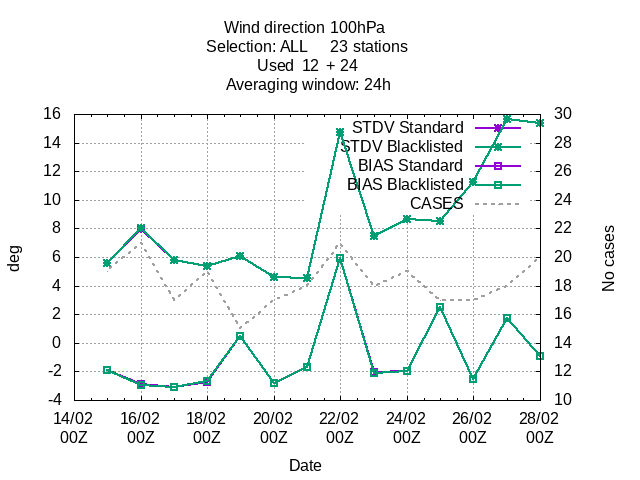 Wind direction 100hPa
Selection: ALL 23 stations
Used 12 + 24
Averaging window: 24h
16 30
14 28
12 26
10 24
8 22
6 20
4 18
2 16
0 14
-2 12
-4 10
STDV Standard
STDV Blacklisted
BIAS Standard
BIAS Blacklisted
CASES
deg
No cases
14/02 16/02 18/02 20/02 22/02 24/02 26/02 28/02
00Z 00Z 00Z 00Z 00Z 00Z 00Z 00Z
Date